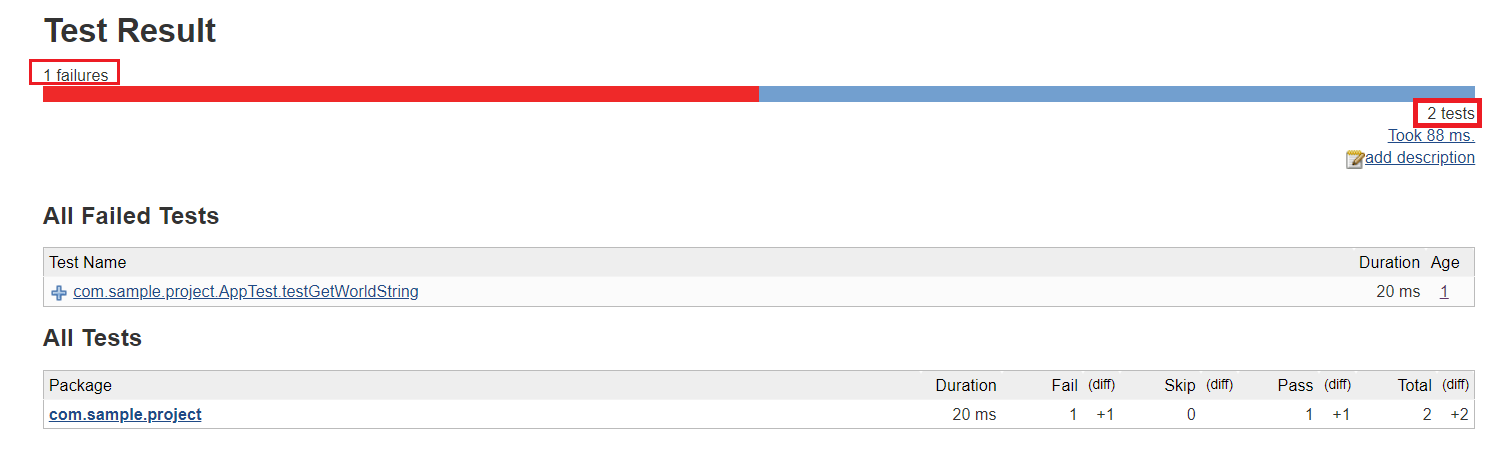 Test Result
1 failures
2 tests
Took 88 ms.
add description
All Failed Tests
Test Name Duration Age
com.sample.project.AppTest.testGetWorldString 20 ms 1
All Tests
Package Duration Fail (diff) Skip (diff) Pass (diff) Total (diff)
com.sample.project 20 ms 1 +1 0 1 +1 2 +2